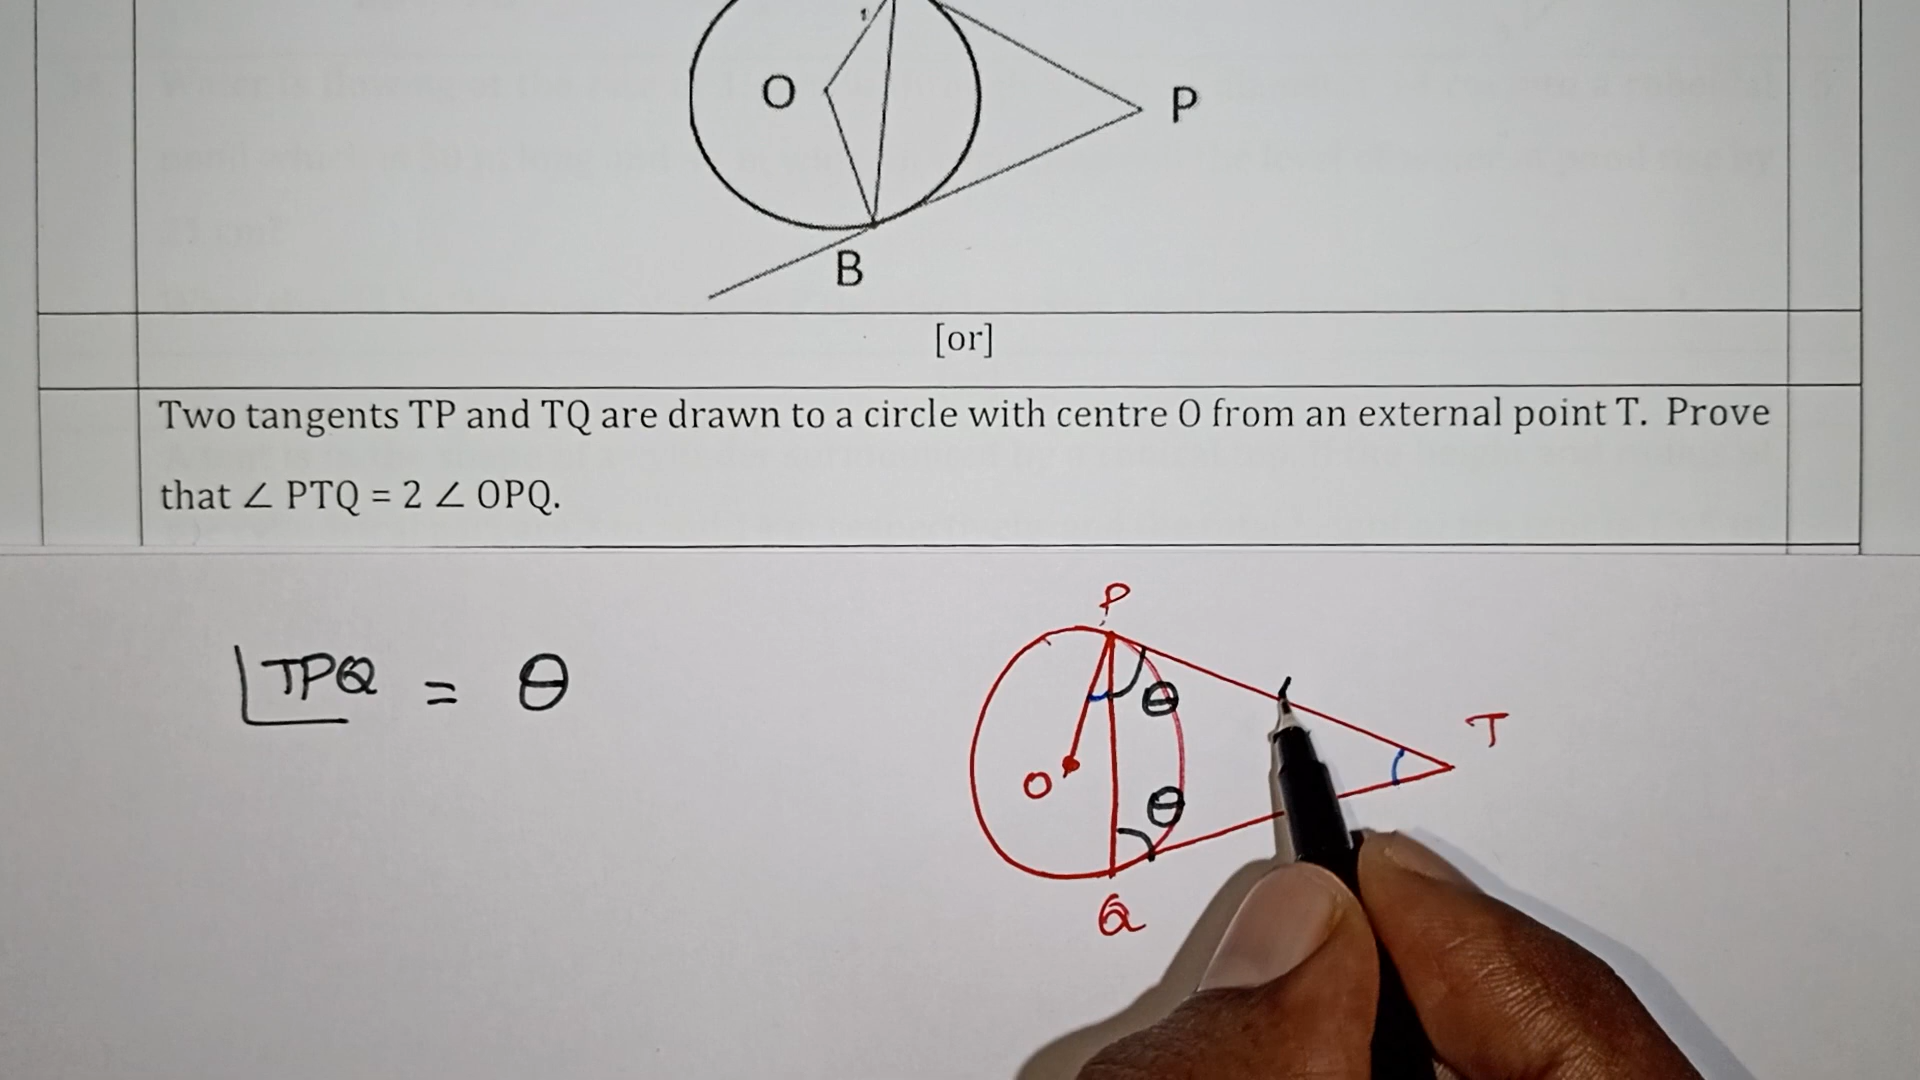 O
P
B
[or]
Two tangents TP and TQ are drawn to a circle with centre O from an external point T. Prove
that ∠ PTQ = 2 ∠ OPQ.
P
TPQ = θ
θ
T
O
θ
Q